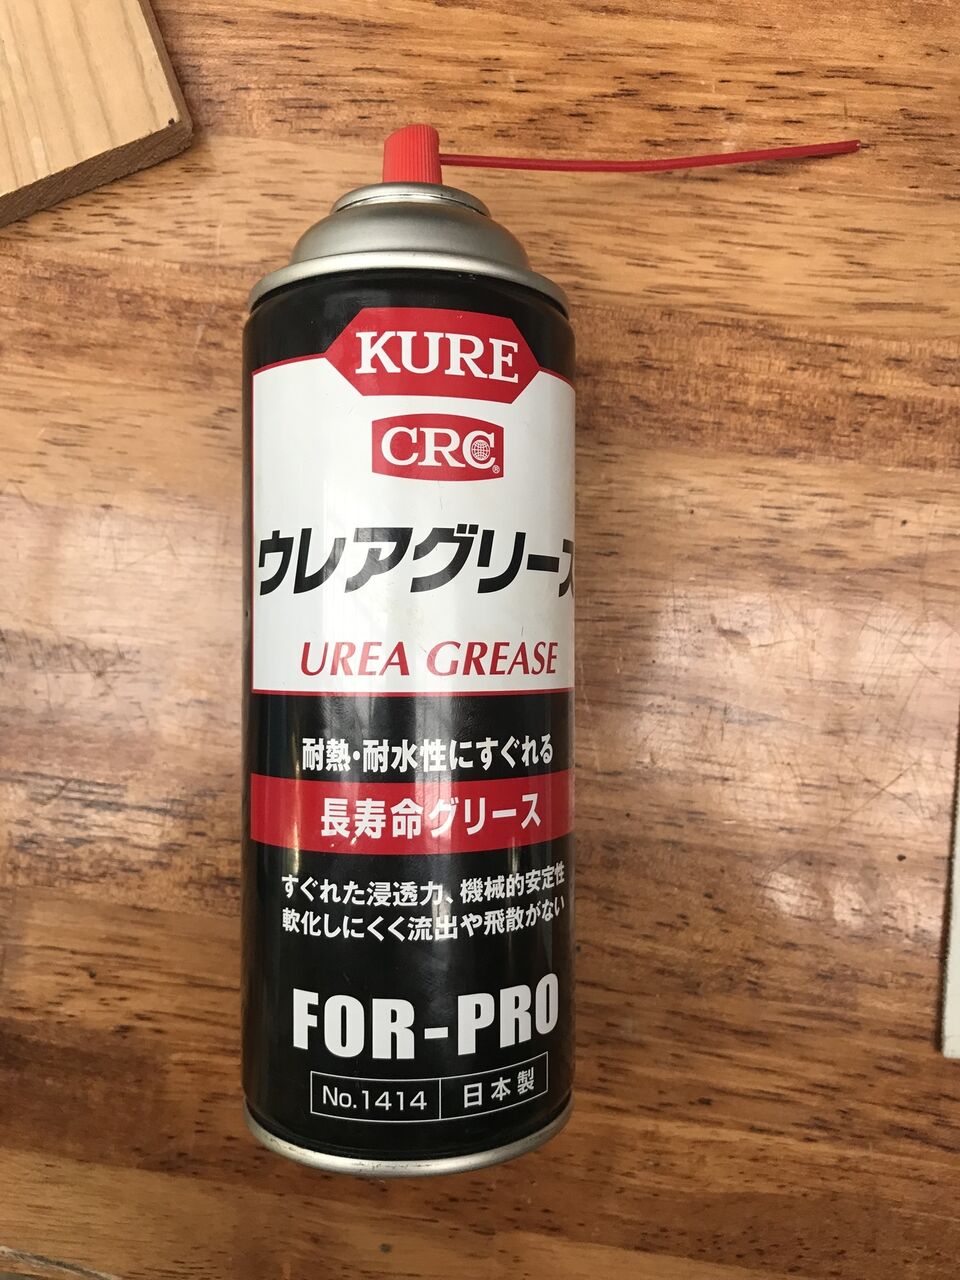 KURE
CRC®
ウレアグリース
UREA GREASE
耐熱・耐水性にすぐれる
長寿命グリース
すぐれた浸透力、機械的安定性
軟化しにくく流出や飛散がない
FOR-PRO
No.1414 日本製